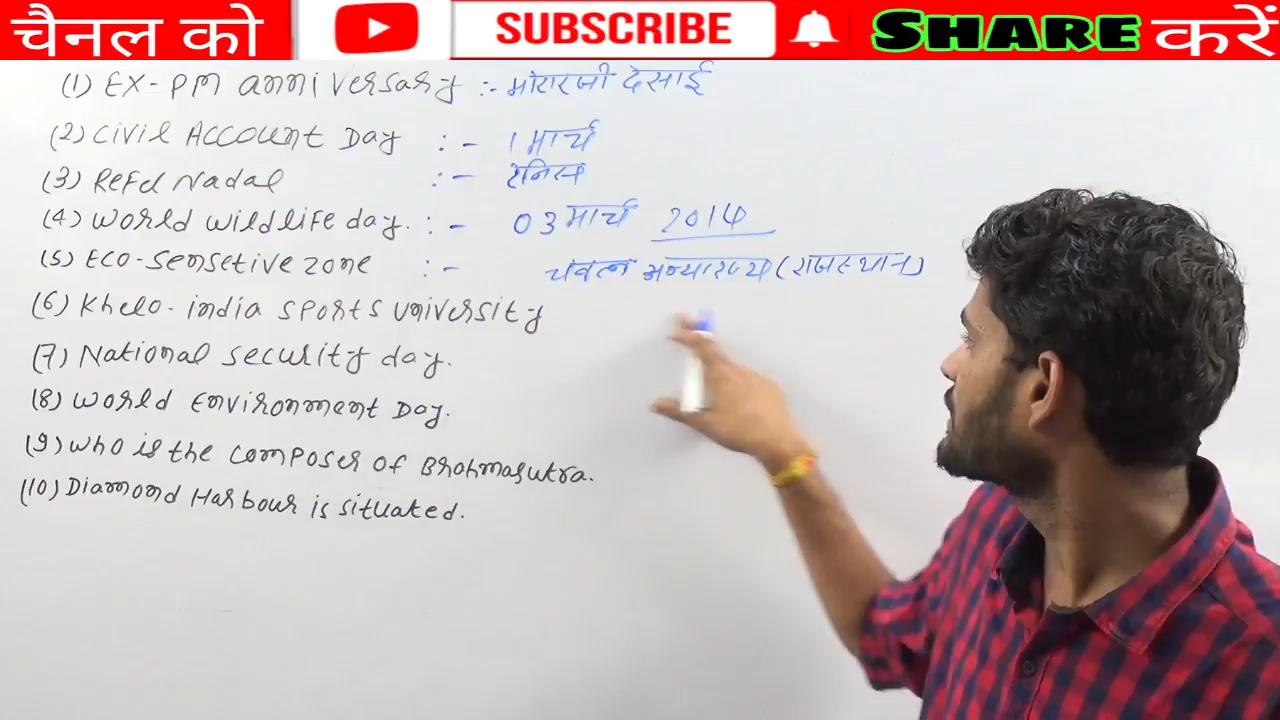 चैनल को SUBSCRIBE SHARE करें
(1) EX-PM anniversary :- मोरारजी देसाई
(2) Civil Account Day :- 1 मार्च
(3) Refel Nadal :- टेनिस
(4) World wildlife day. :- 03 मार्च 2014
(5) ECO-sensetive zone :- चंबल अभ्यारण्य (राजस्थान)
(6) Khelo-india sports university
(7) National security day.
(8) World Environment Day.
(9) Who is the composer of Brahmasutra.
(10) Diamond Harbour is situated.